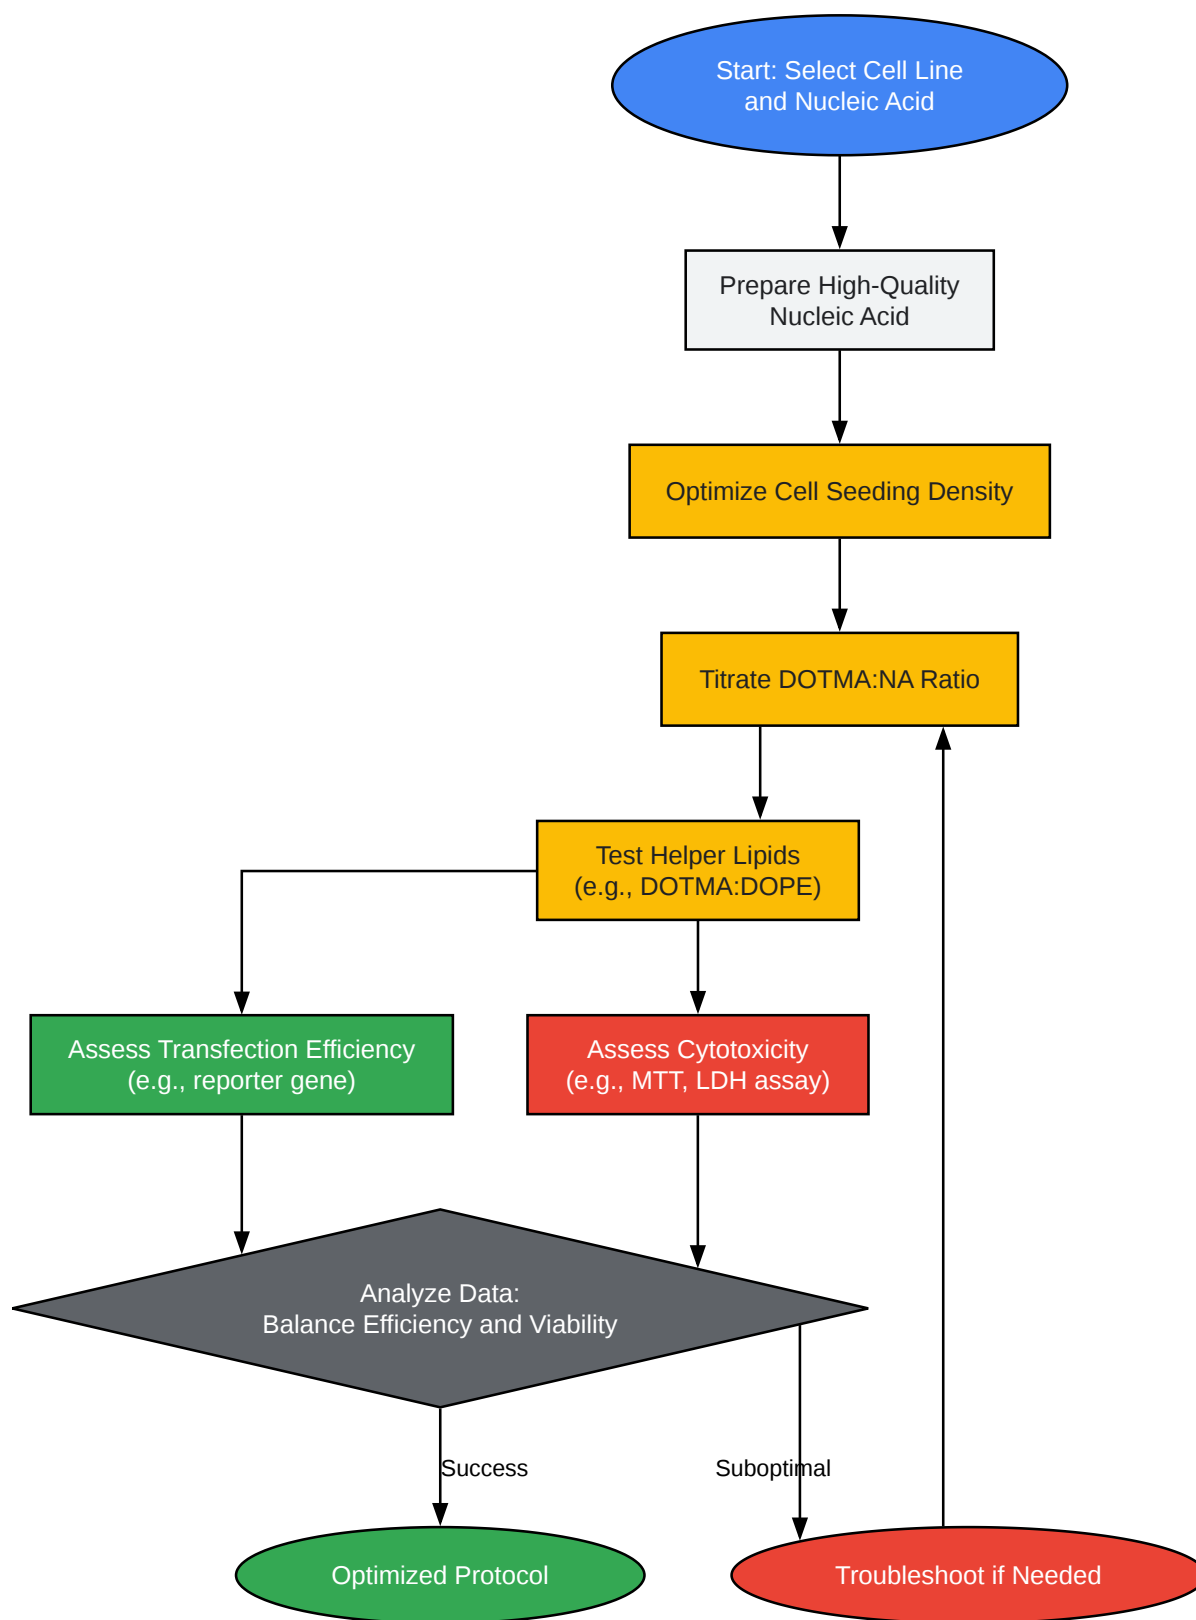 Start: Select Cell Line
and Nucleic Acid
Prepare High-Quality
Nucleic Acid
Optimize Cell Seeding Density
Titrate DOTMA:NA Ratio
Test Helper Lipids
(e.g., DOTMA:DOPE)
Assess Transfection Efficiency
(e.g., reporter gene)
Assess Cytotoxicity
(e.g., MTT, LDH assay)
Analyze Data:
Balance Efficiency and Viability
Success
Suboptimal
Optimized Protocol
Troubleshoot if Needed